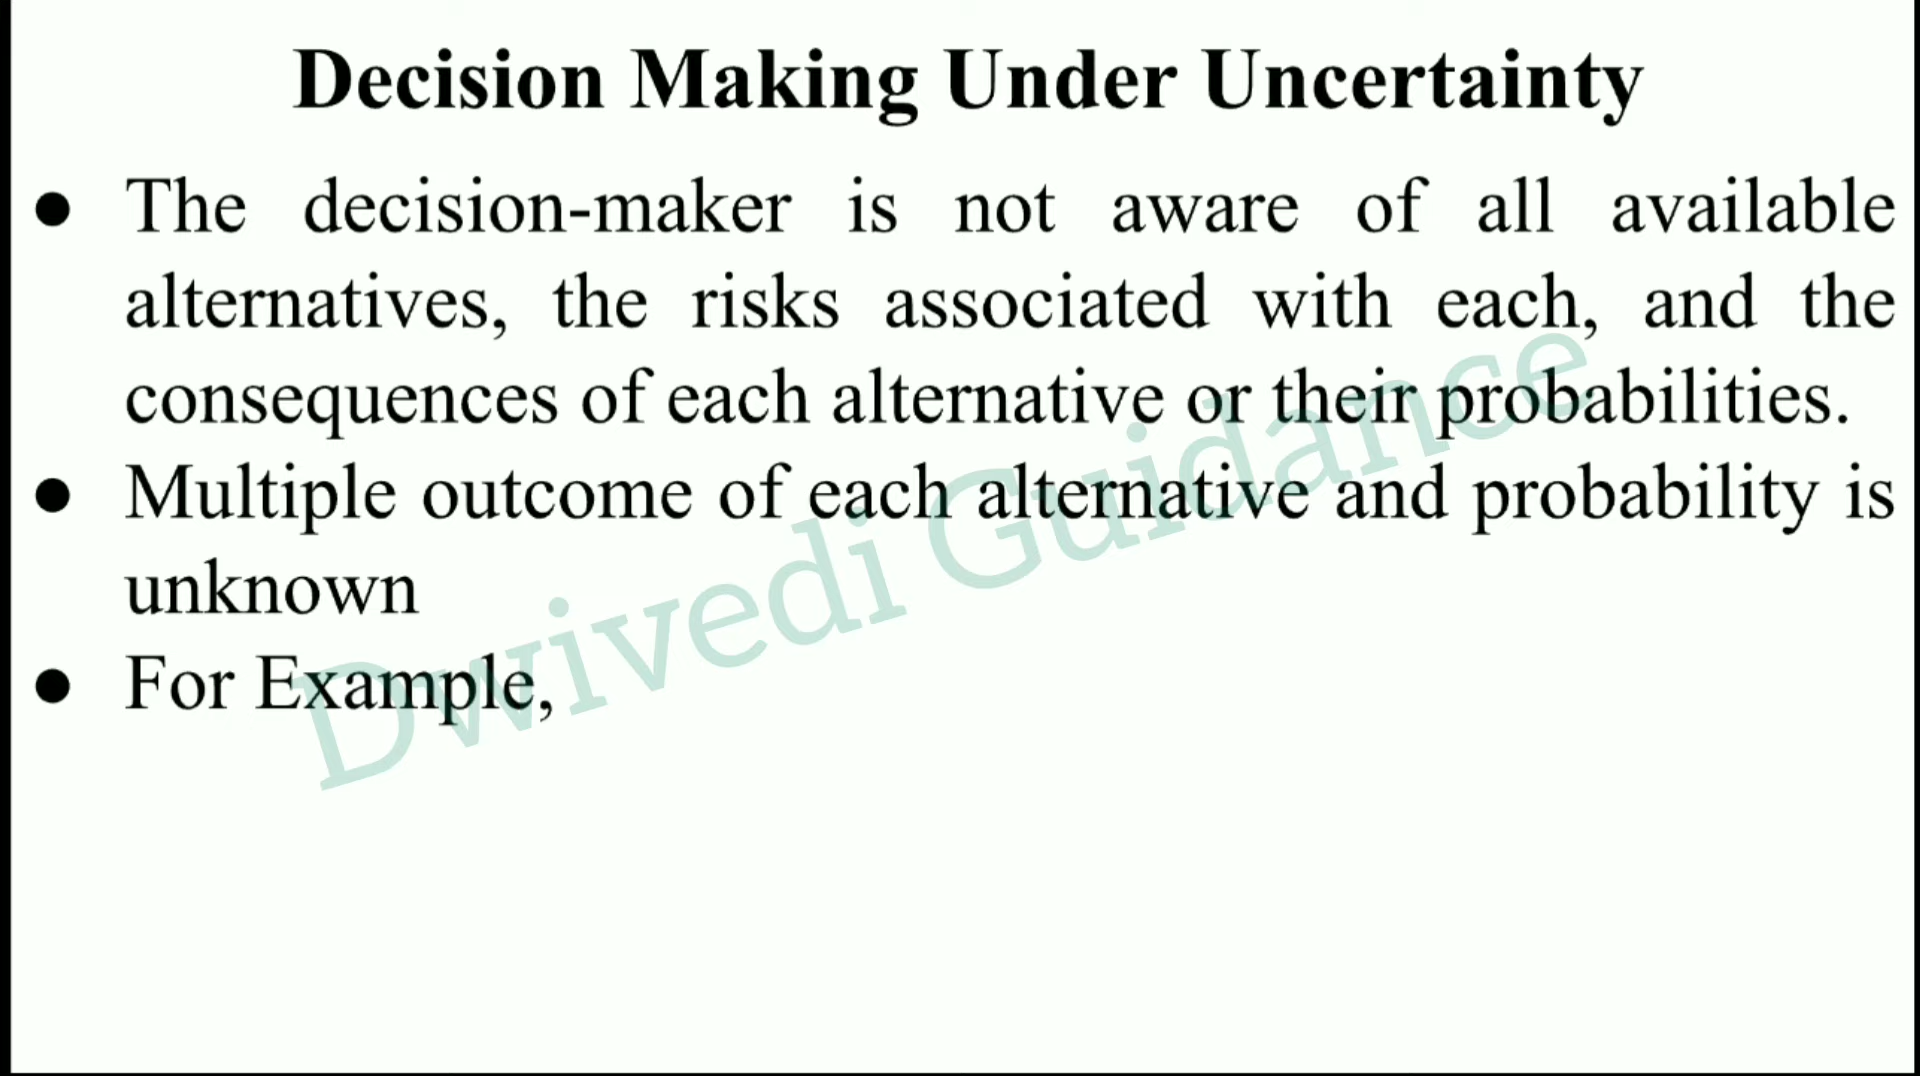 Decision Making Under Uncertainty
● The decision-maker is not aware of all available
alternatives, the risks associated with each, and the
consequences of each alternative or their probabilities.
● Multiple outcome of each alternative and probability is
unknown
● For Example,
Dwivedi Guidance